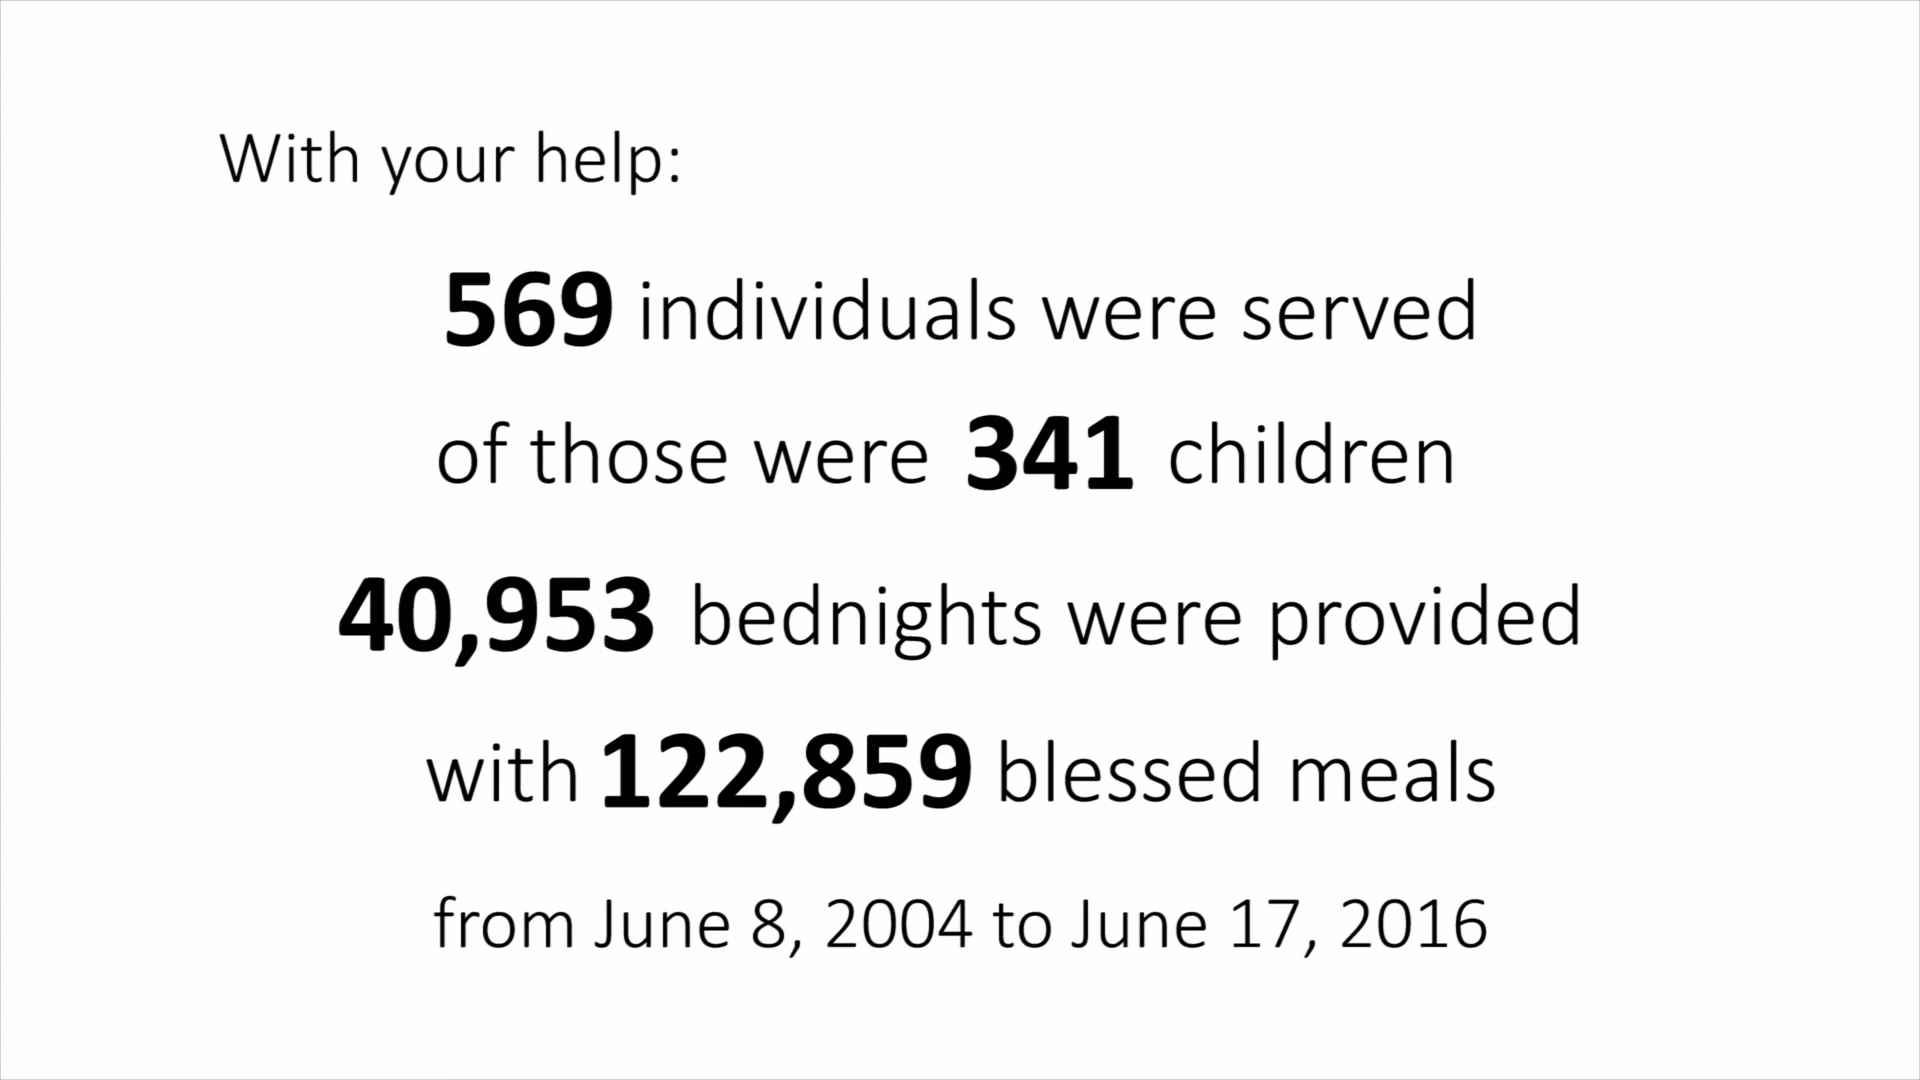 With your help:
569 individuals were served
of those were 341 children
40,953 bednights were provided
with 122,859 blessed meals
from June 8, 2004 to June 17, 2016